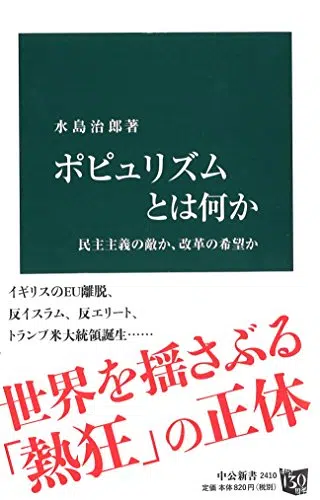 水島治郎著
ポピュリズム
とは何か
民主主義の敵か、改革の希望か
イギリスのEU離脱、
反イスラム、反エリート、
トランプ米大統領誕生……
世界を揺さぶる
「熱狂」の正体
中公新書 2410
定価 本体820円(税別)
130